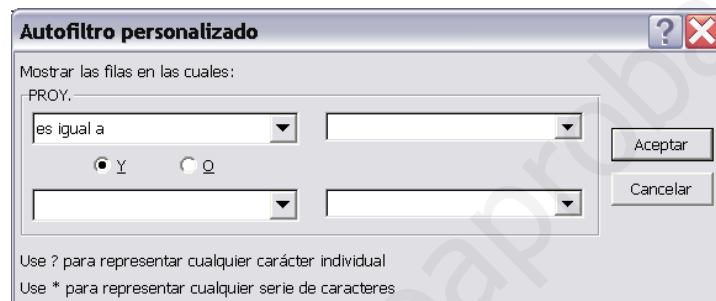 Autofiltro personalizado
Mostrar las filas en las cuales:
PROY.
es igual a
Aceptar
Y O
Cancelar
Use ? para representar cualquier carácter individual
Use * para representar cualquier serie de caracteres